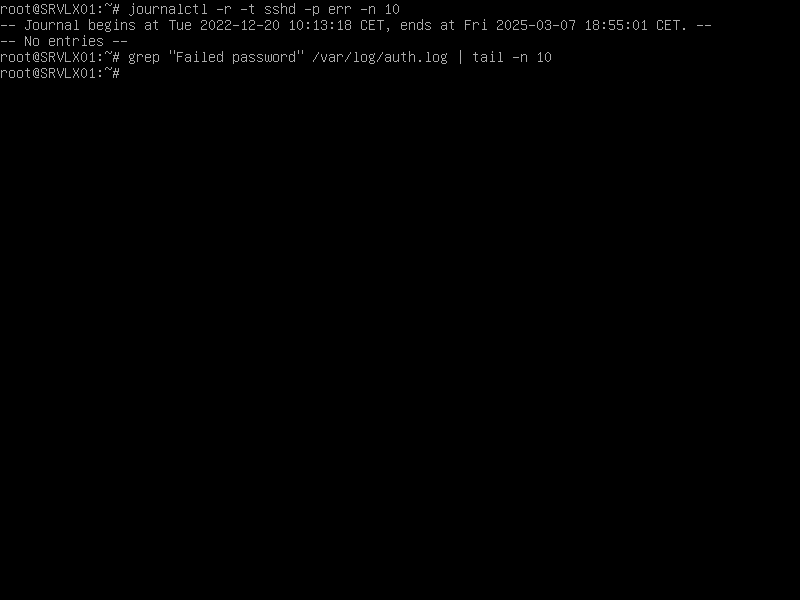 root@SRVLX01:~# journalctl -r -t sshd -p err -n 10
-- Journal begins at Tue 2022-12-20 10:13:18 CET, ends at Fri 2025-03-07 18:55:01 CET. --
-- No entries --
root@SRVLX01:~# grep "Failed password" /var/log/auth.log | tail -n 10
root@SRVLX01:~#